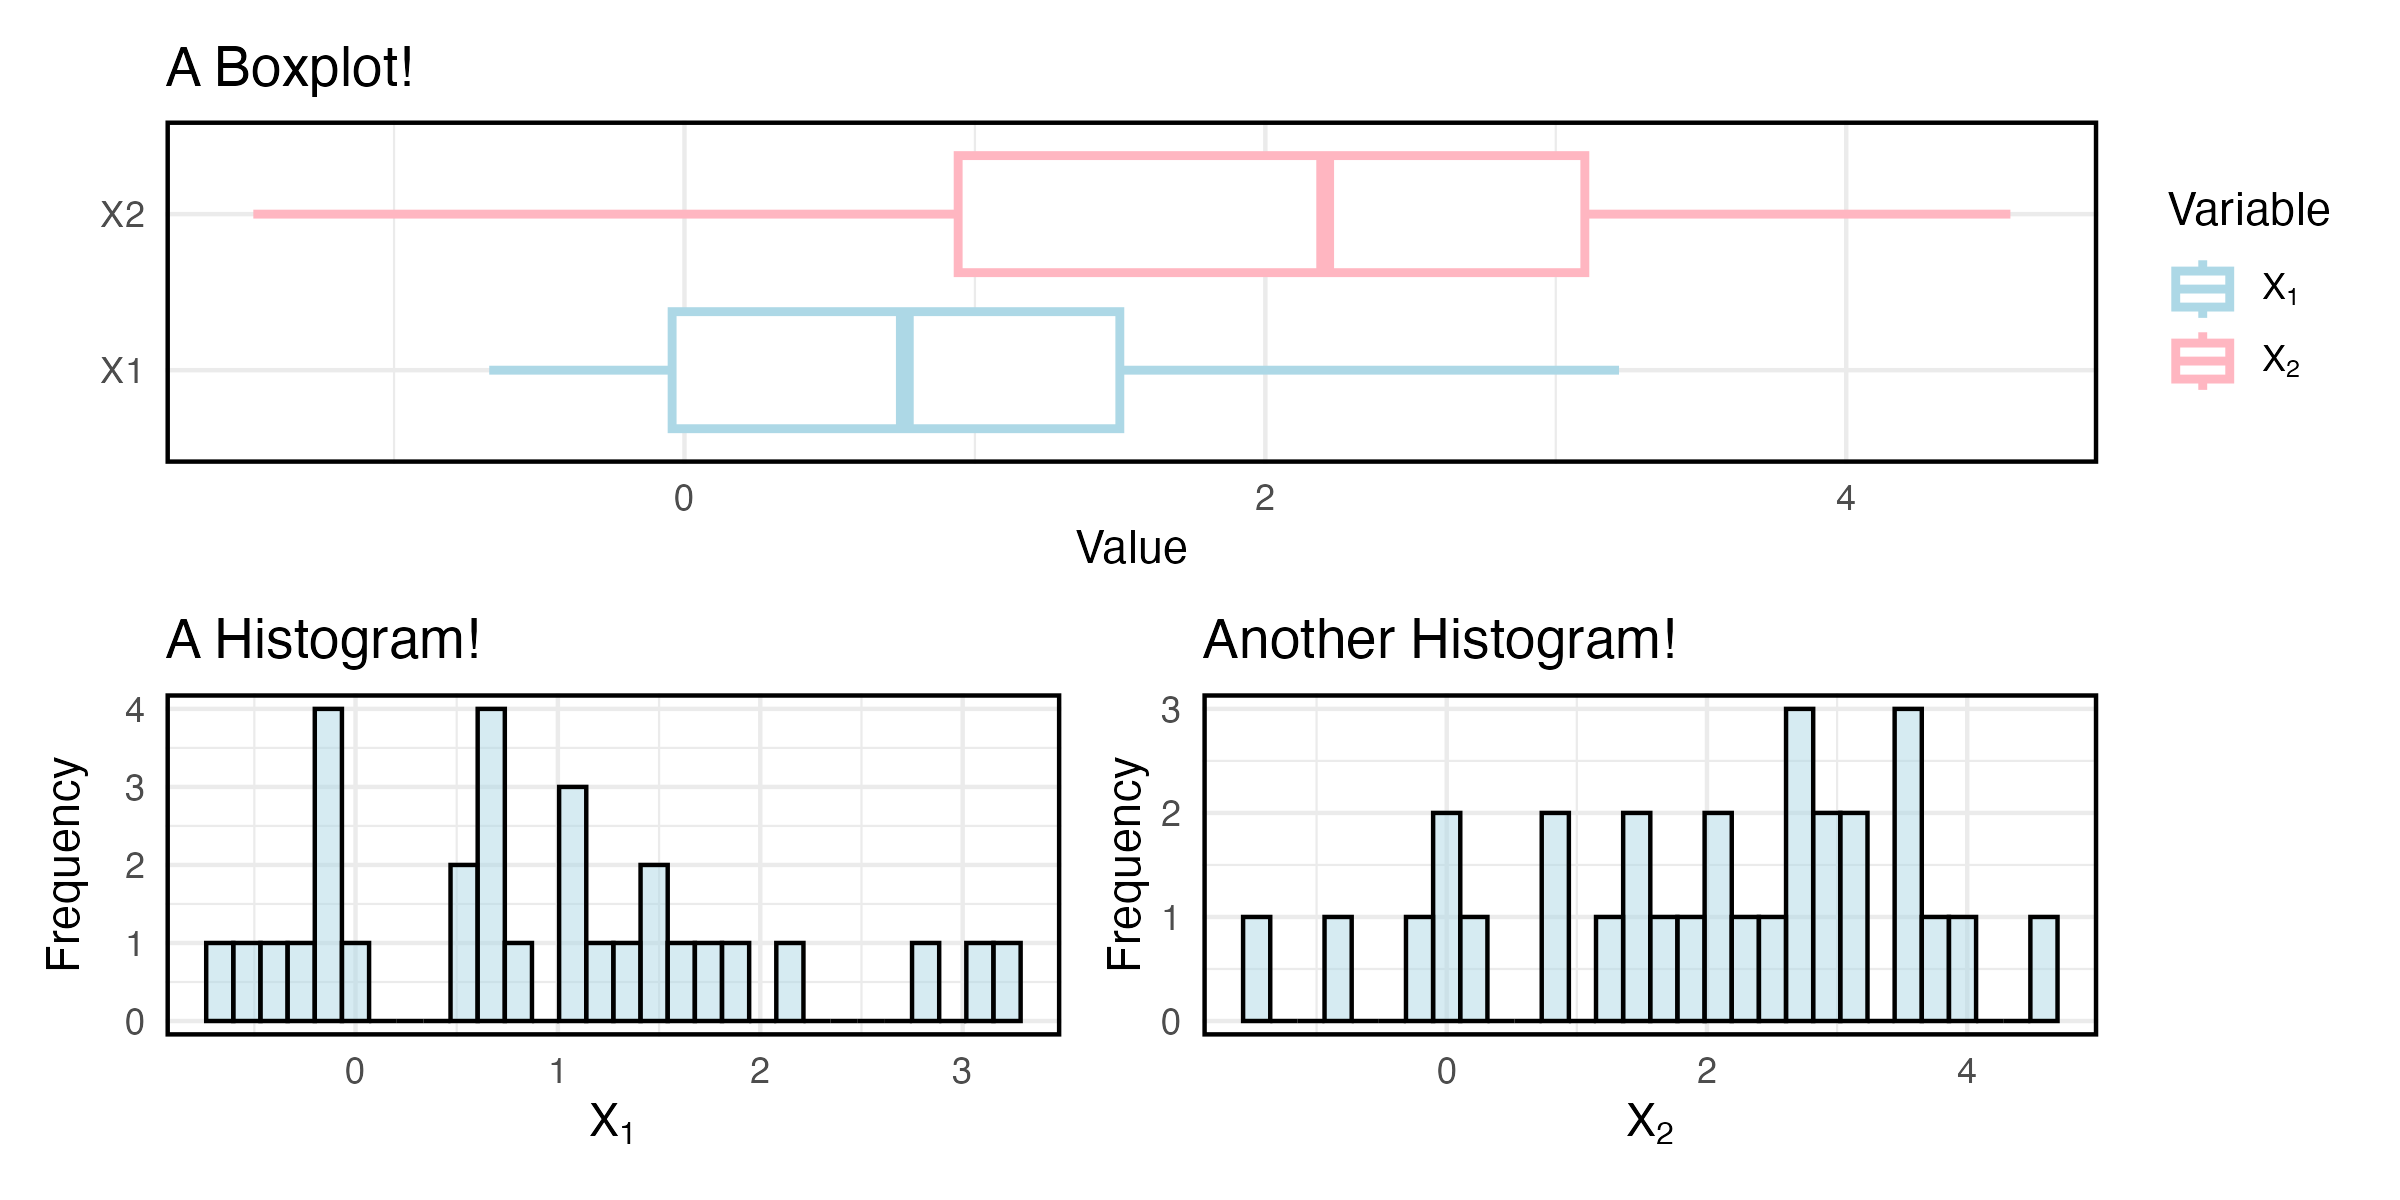 A Boxplot!
X2
X1
0 2 4
Value
Variable
X₁
X₂
A Histogram!
Frequency
4
3
2
1
0
0 1 2 3
X₁
Another Histogram!
Frequency
3
2
1
0
0 2 4
X₂